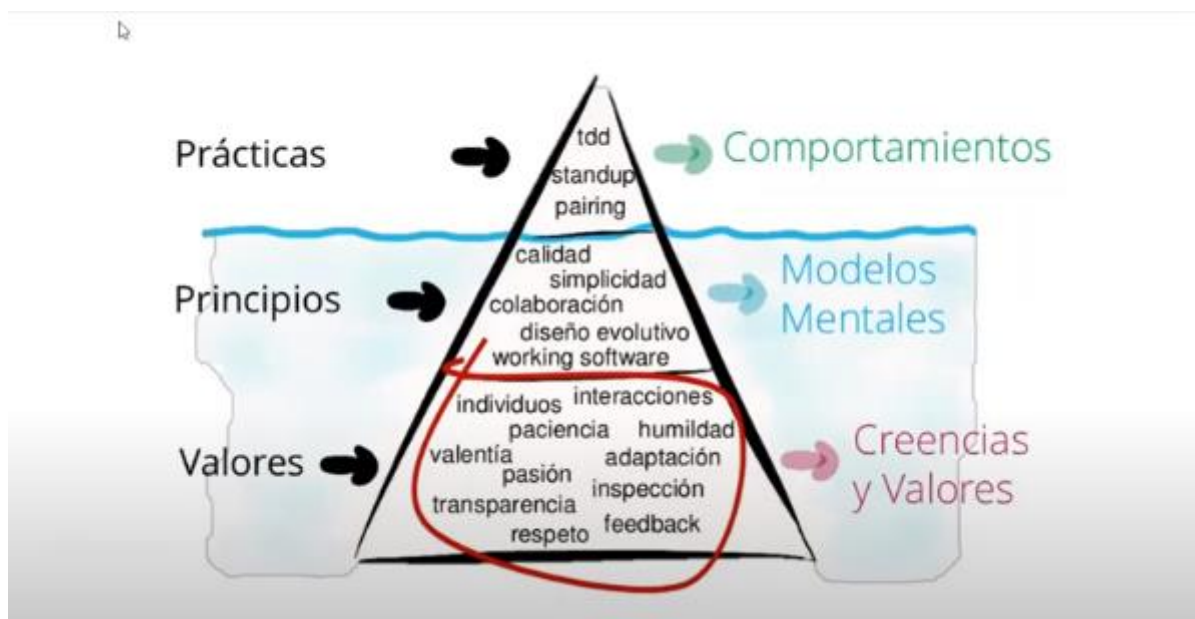 Prácticas
tdd
standup
pairing
Comportamientos
Principios
calidad
simplicidad
colaboración
diseño evolutivo
working software
Modelos
Mentales
Valores
individuos interacciones
paciencia humildad
valentía adaptación
pasión
inspección
transparencia
respeto feedback
Creencias
y Valores